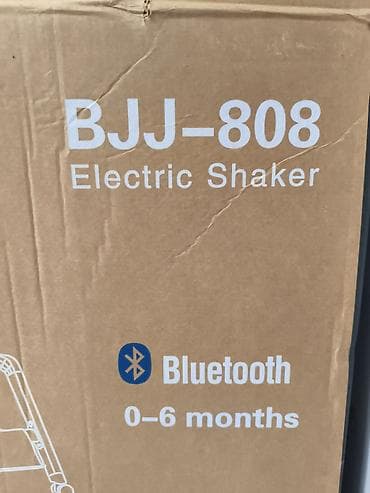 BJJ-808
Electric Shaker
Bluetooth
0-6 months